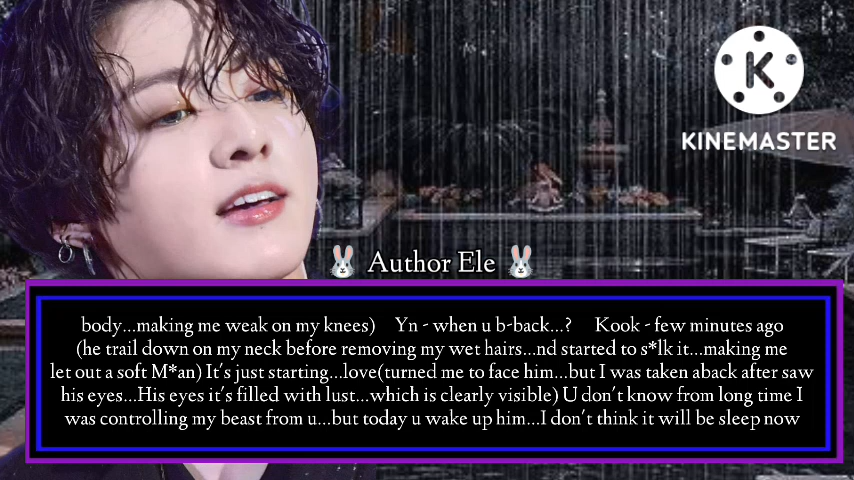 K
KINEMASTER
🐰 Author Ele 🐰
body...making me weak on my knees) Yn - when u b-back...? Kook - few minutes ago
(he trail down on my neck before removing my wet hairs...nd started to s*lk it...making me
let out a soft M*an) It's just starting...love(turned me to face him...but I was taken aback after saw
his eyes...His eyes it's filled with lust...which is clearly visible) U don't know from long time I
was controlling my beast from u...but today u wake up him...I don't think it will be sleep now